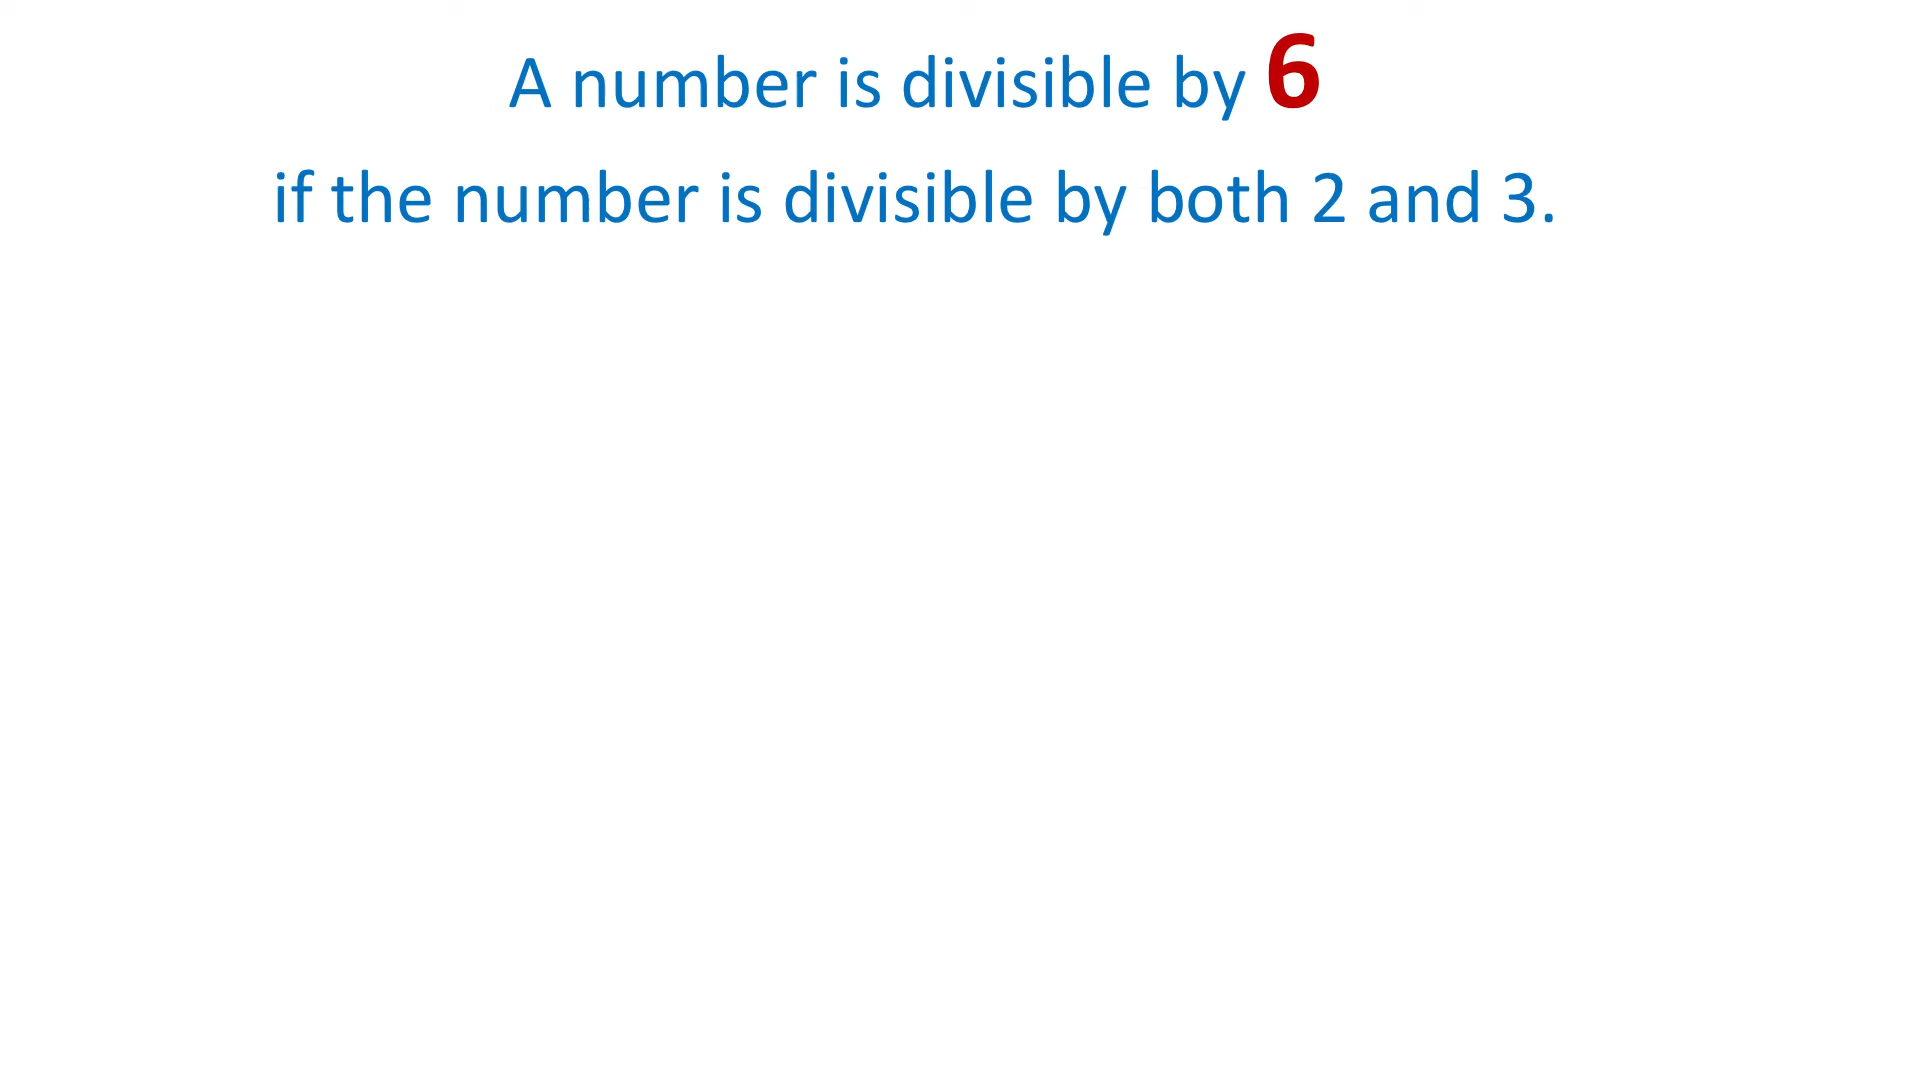 A number is divisible by 6
if the number is divisible by both 2 and 3.